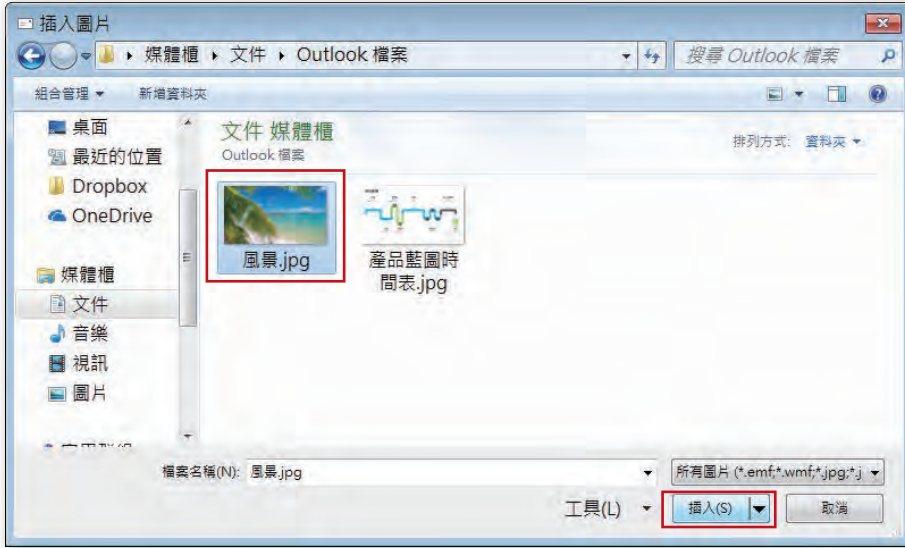 插入圖片
媒體櫃 ▸ 文件 ▸ Outlook 檔案
搜尋 Outlook 檔案
組合管理 ▼ 新增資料夾
桌面
最近的位置
Dropbox
OneDrive
媒體櫃
文件
音樂
視訊
圖片
文件 媒體櫃
Outlook 檔案
排列方式: 資料夾 ▼
風景.jpg
產品藍圖時
間表.jpg
檔案名稱(N): 風景.jpg
所有圖片 (*.emf;*.wmf;*.jpg;*.j
工具(L) ▼ 插入(S) ▼ 取消